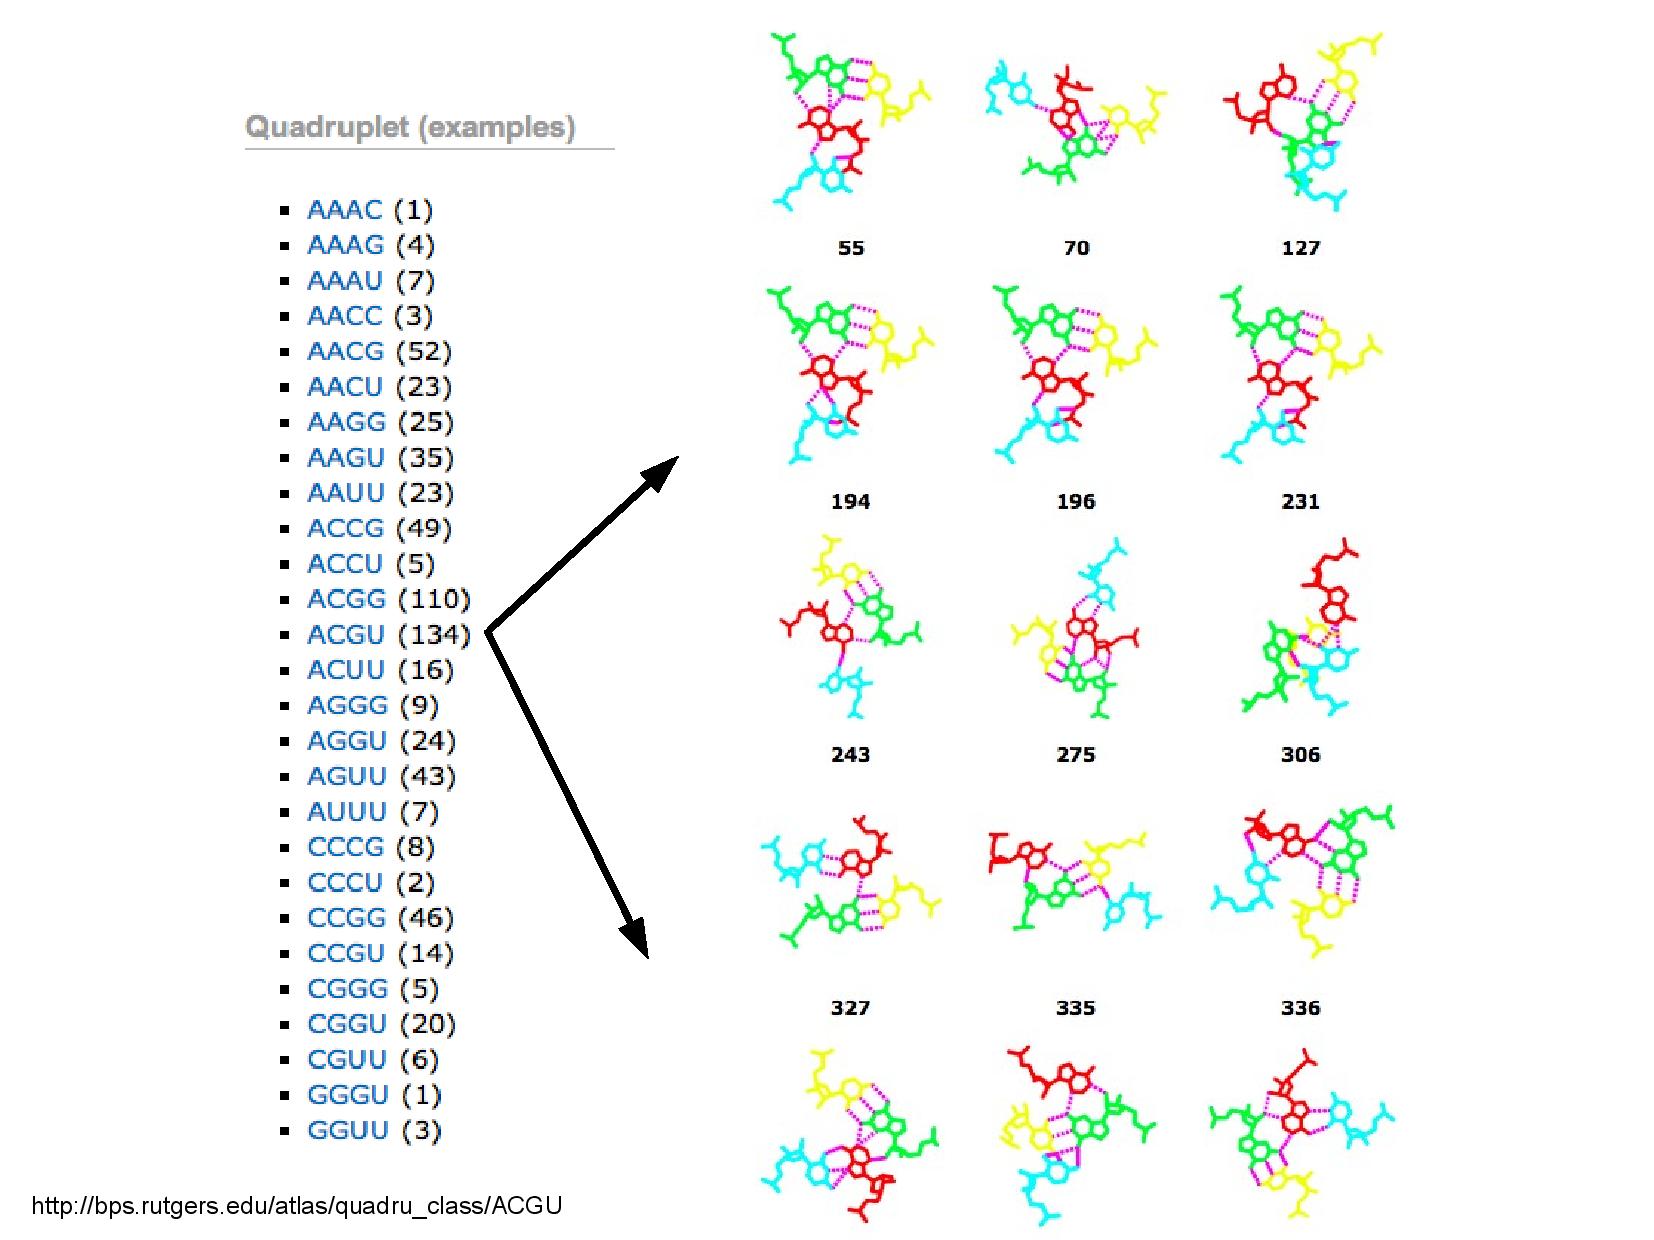 Quadruplet (examples)
AAAC (1)
AAAG (4)
AAAU (7)
AACC (3)
AACG (52)
AACU (23)
AAGG (25)
AAGU (35)
AAUU (23)
ACCG (49)
ACCU (5)
ACGG (110)
ACGU (134)
ACUU (16)
AGGG (9)
AGGU (24)
AGUU (43)
AUUU (7)
CCCG (8)
CCCU (2)
CCGG (46)
CCGU (14)
CGGG (5)
CGGU (20)
CGUU (6)
GGGU (1)
GGUU (3)
http://bps.rutgers.edu/atlas/quadru_class/ACGU
55 70 127
194 196 231
243 275 306
327 335 336